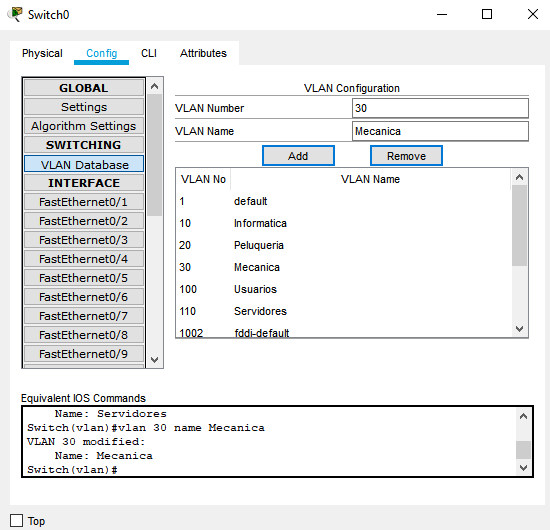 Switch0
Physical Config CLI Attributes
GLOBAL
Settings
Algorithm Settings
SWITCHING
VLAN Database
INTERFACE
FastEthernet0/1
FastEthernet0/2
FastEthernet0/3
FastEthernet0/4
FastEthernet0/5
FastEthernet0/6
FastEthernet0/7
FastEthernet0/8
FastEthernet0/9
VLAN Configuration
VLAN Number 30
VLAN Name Mecanica
Add Remove
VLAN No VLAN Name
1 default
10 Informatica
20 Peluqueria
30 Mecanica
100 Usuarios
110 Servidores
1002 fddi-default
Equivalent IOS Commands
Name: Servidores
Switch(vlan)#vlan 30 name Mecanica
VLAN 30 modified:
Name: Mecanica
Switch(vlan)#
Top